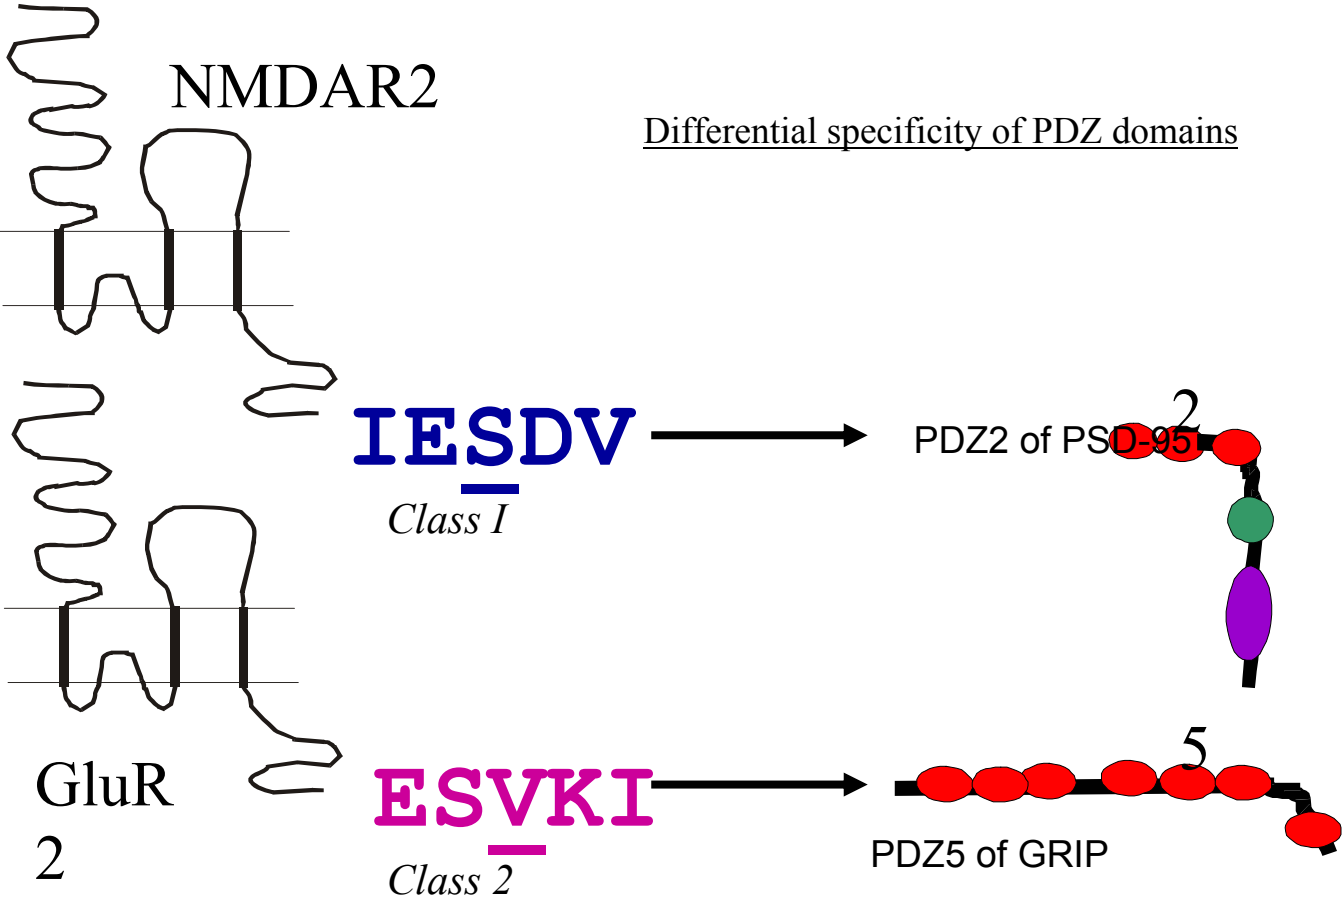 NMDAR2
Differential specificity of PDZ domains
2
IESDV
PDZ2 of PSD-95
Class I
5
GluR
2
ESVKI
PDZ5 of GRIP
Class 2